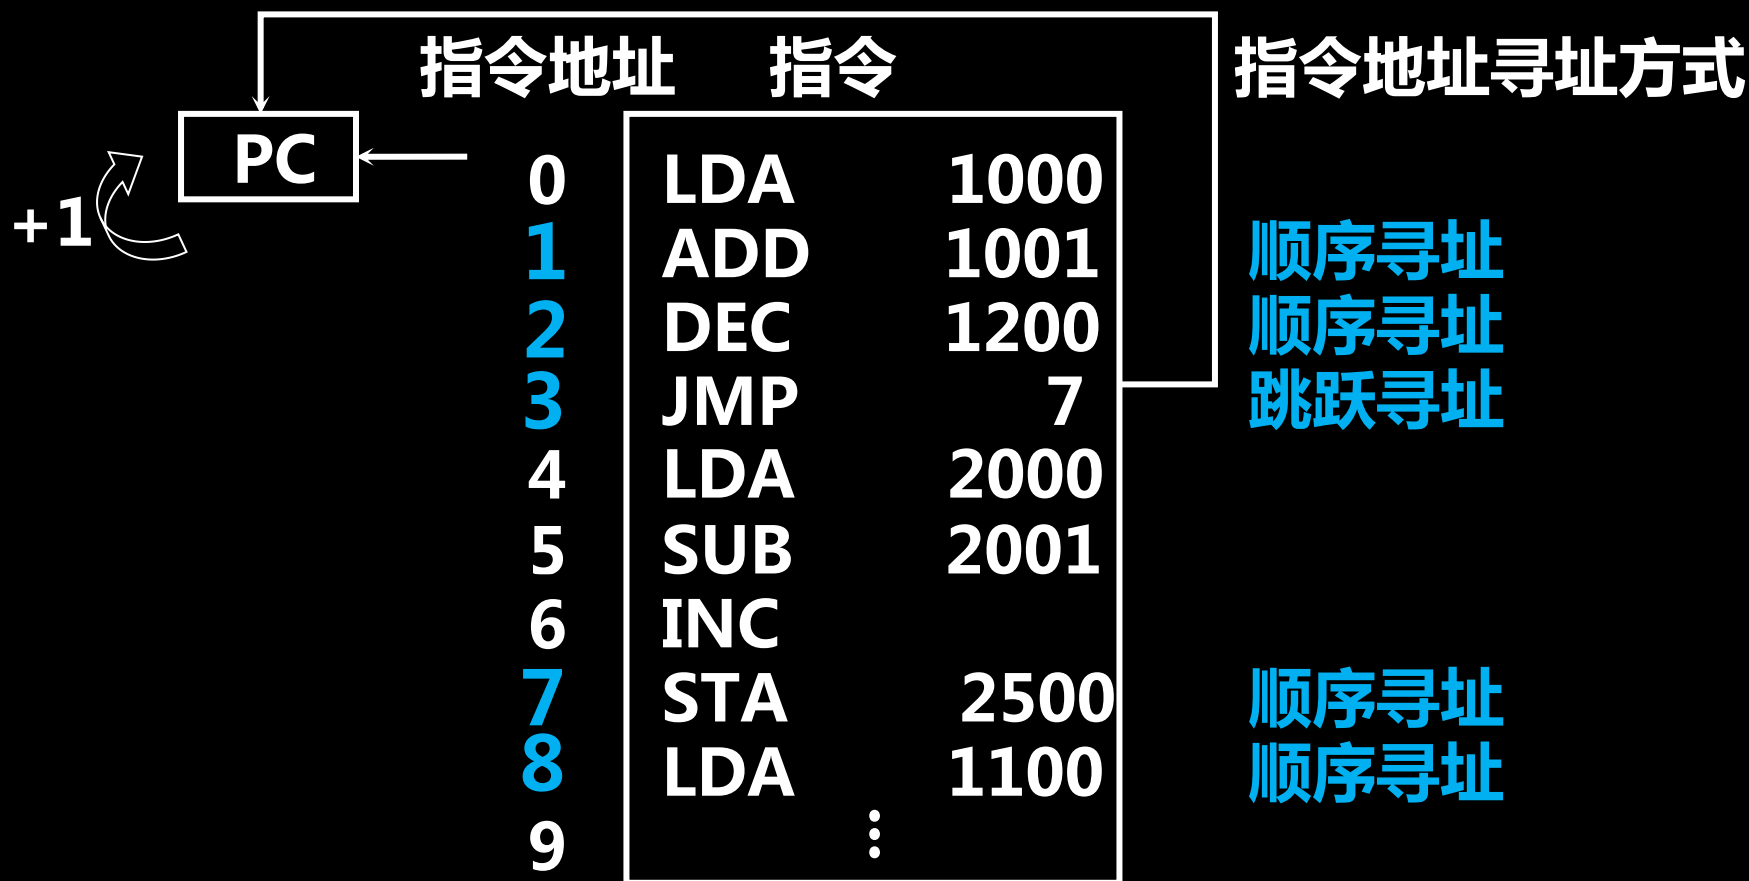 指令地址 指令 指令地址寻址方式
PC
+1
0 LDA 1000
1 ADD 1001 顺序寻址
2 DEC 1200 顺序寻址
3 JMP 7 跳跃寻址
4 LDA 2000
5 SUB 2001
6 INC
7 STA 2500 顺序寻址
8 LDA 1100 顺序寻址
9
⋮